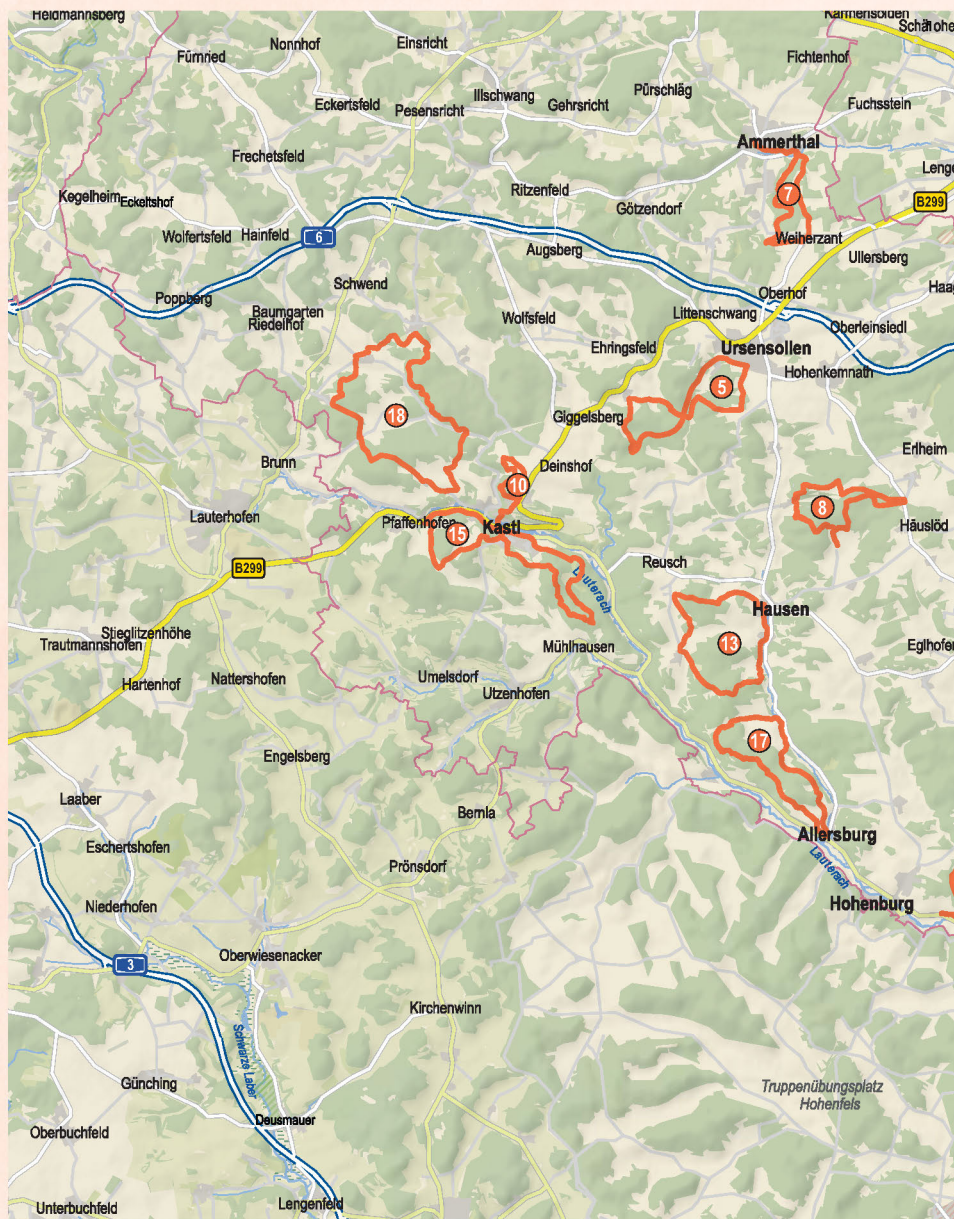 Heldmannsberg
Karmensölden
Schäflohe
Einsricht
Nonnhof
Fürnried
Fichtenhof
Illschwang
Pürschläg
Eckertsfeld
Gehrsricht
Fuchsstein
Pesensricht
Ammerthal
Frechetsfeld
Lenge
Ritzenfeld
7
Kegelheim
Eckeltshof
B299
Götzendorf
Wolfertsfeld
Hainfeld
6
Weiherzant
Augsberg
Ullersberg
Schwend
Haag
Poppberg
Oberhof
Baumgarten
Littenschwang
Riedelhof
Wolfsfeld
Oberleinsiedl
Ehringsfeld
Ursensollen
Hohenkemnath
5
18
Giggelsberg
Erlheim
Brunn
Deinshof
10
8
Lauterhofen
Pfaffenhofen
Kastl
Häuslöd
15
Reusch
B299
Lauterach
Hausen
Stieglitzenhöhe
Trautmannshofen
13
Eglhofen
Mühlhausen
Nattershofen
Umelsdorf
Hartenhof
Utzenhofen
17
Engelsberg
Laaber
Bernla
Allersburg
Eschertshofen
Lauterach
Prönsdorf
Hohenburg
Niederhofen
Oberwiesenacker
3
Kirchenwinn
Schwarze Laber
Günching
Truppenübungsplatz
Hohenfels
Deusmauer
Oberbuchfeld
Lengenfeld
Unterbuchfeld